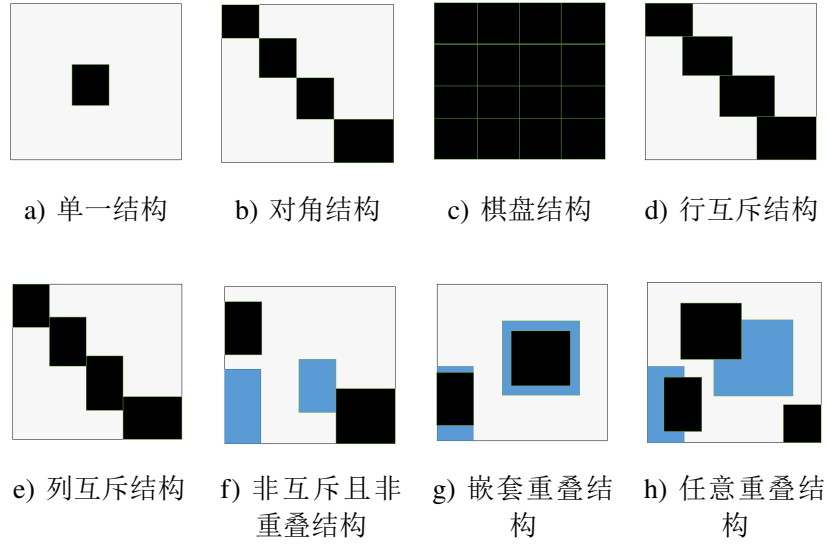 a) 单一结构
b) 对角结构
c) 棋盘结构
d) 行互斥结构
e) 列互斥结构
f) 非互斥且非
重叠结构
g) 嵌套重叠结
构
h) 任意重叠结
构